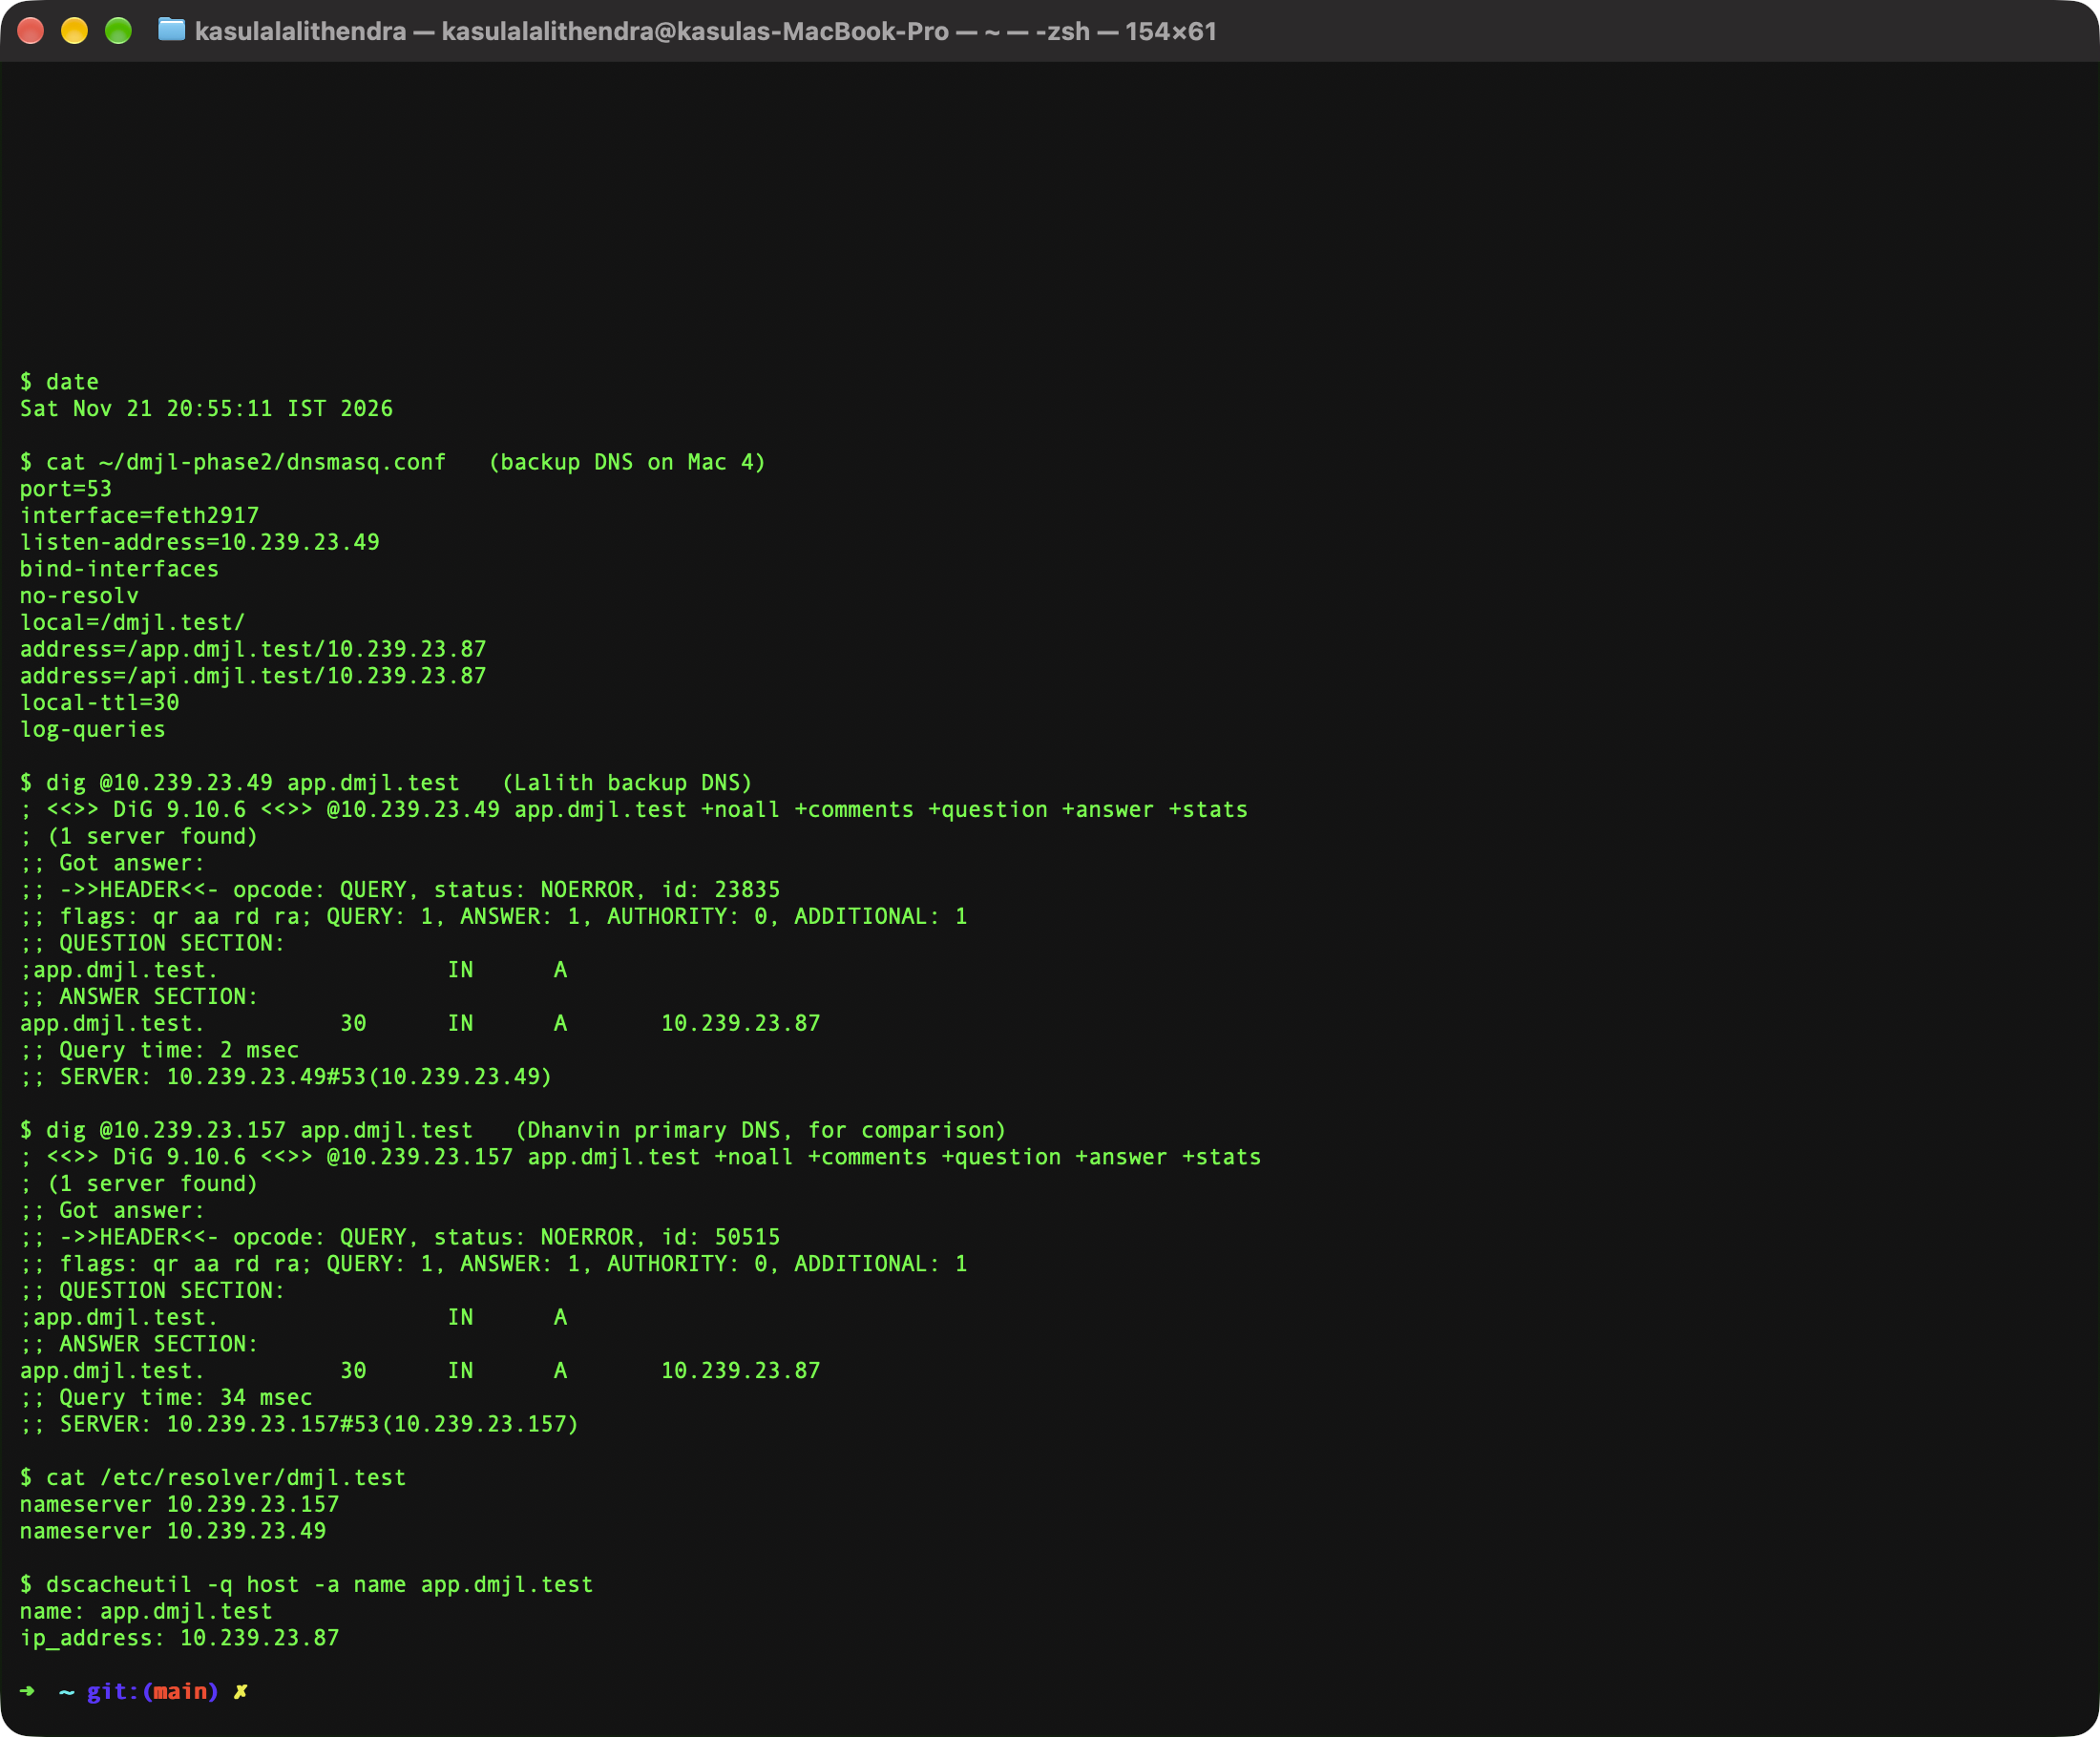 kasulalalithendra — kasulalalithendra@kasulas-MacBook-Pro — ~ — -zsh — 154×61
$ date
Sat Nov 21 20:55:11 IST 2026
$ cat ~/dmjl-phase2/dnsmasq.conf   (backup DNS on Mac 4)
port=53
interface=feth2917
listen-address=10.239.23.49
bind-interfaces
no-resolv
local=/dmjl.test/
address=/app.dmjl.test/10.239.23.87
address=/api.dmjl.test/10.239.23.87
local-ttl=30
log-queries
$ dig @10.239.23.49 app.dmjl.test   (Lalith backup DNS)
; <<>> DiG 9.10.6 <<>> @10.239.23.49 app.dmjl.test +noall +comments +question +answer +stats
; (1 server found)
;; Got answer:
;; ->>HEADER<<- opcode: QUERY, status: NOERROR, id: 23835
;; flags: qr aa rd ra; QUERY: 1, ANSWER: 1, AUTHORITY: 0, ADDITIONAL: 1
;; QUESTION SECTION:
;app.dmjl.test.                 IN      A
;; ANSWER SECTION:
app.dmjl.test.          30      IN      A       10.239.23.87
;; Query time: 2 msec
;; SERVER: 10.239.23.49#53(10.239.23.49)
$ dig @10.239.23.157 app.dmjl.test   (Dhanvin primary DNS, for comparison)
; <<>> DiG 9.10.6 <<>> @10.239.23.157 app.dmjl.test +noall +comments +question +answer +stats
; (1 server found)
;; Got answer:
;; ->>HEADER<<- opcode: QUERY, status: NOERROR, id: 50515
;; flags: qr aa rd ra; QUERY: 1, ANSWER: 1, AUTHORITY: 0, ADDITIONAL: 1
;; QUESTION SECTION:
;app.dmjl.test.                 IN      A
;; ANSWER SECTION:
app.dmjl.test.          30      IN      A       10.239.23.87
;; Query time: 34 msec
;; SERVER: 10.239.23.157#53(10.239.23.157)
$ cat /etc/resolver/dmjl.test
nameserver 10.239.23.157
nameserver 10.239.23.49
$ dscacheutil -q host -a name app.dmjl.test
name: app.dmjl.test
ip_address: 10.239.23.87
➜  ~ git:(main) ✗